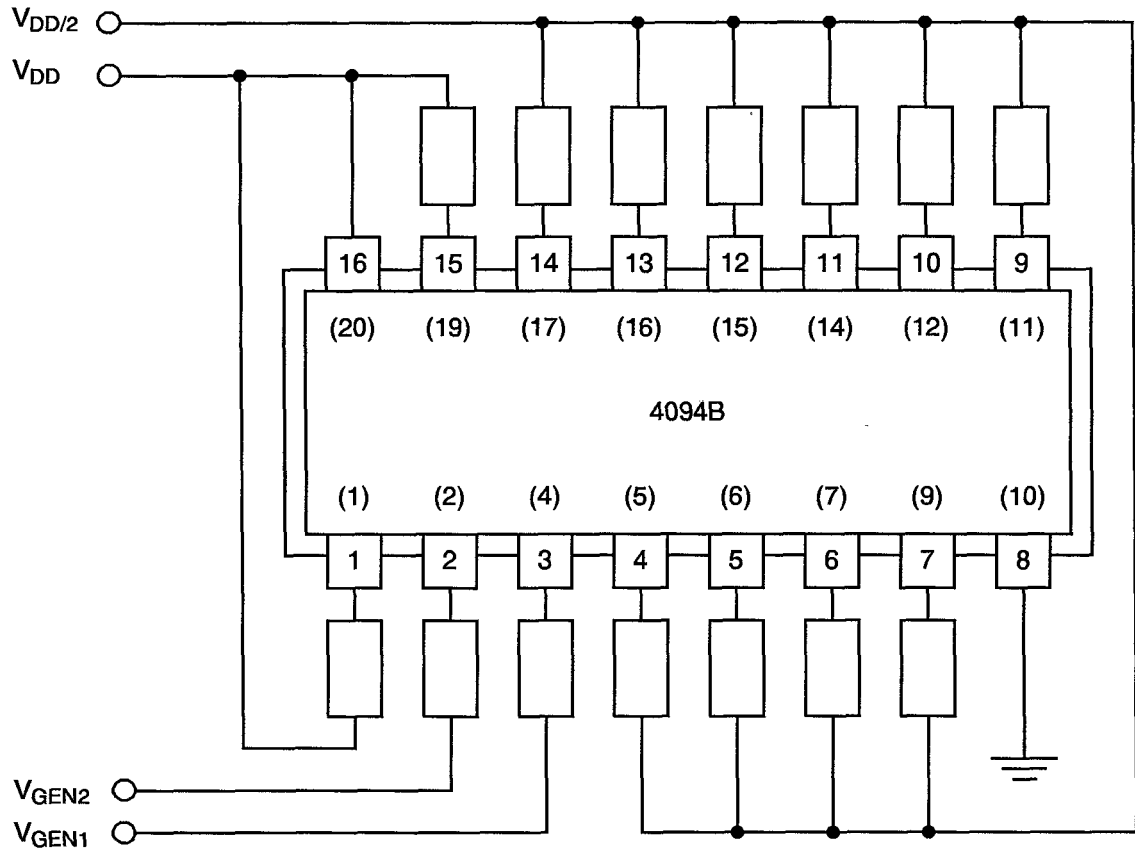 VDD/2
VDD
16 15 14 13 12 11 10 9
(20) (19) (17) (16) (15) (14) (12) (11)
4094B
(1) (2) (4) (5) (6) (7) (9) (10)
1 2 3 4 5 6 7 8
VGEN2
VGEN1